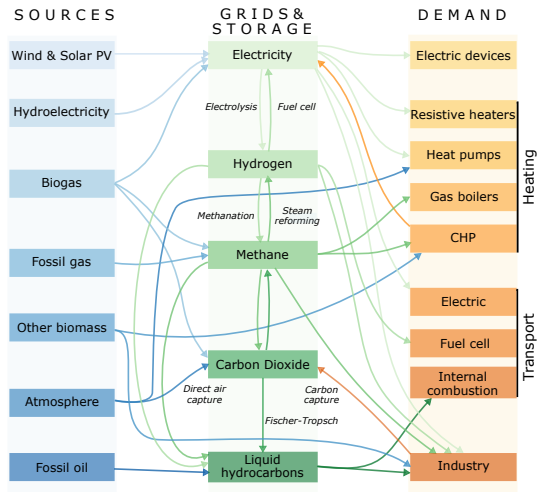 SOURCES
GRIDS &
STORAGE
DEMAND
Wind & Solar PV
Electricity
Electric devices
Electrolysis
Fuel cell
Hydroelectricity
Resistive heaters
Hydrogen
Heat pumps
Biogas
Gas boilers
Methanation
Steam
reforming
CHP
Heating
Fossil gas
Methane
Electric
Other biomass
Fuel cell
Transport
Carbon Dioxide
Internal
combustion
Atmosphere
Direct air
capture
Carbon
capture
Fischer-Tropsch
Fossil oil
Liquid
hydrocarbons
Industry